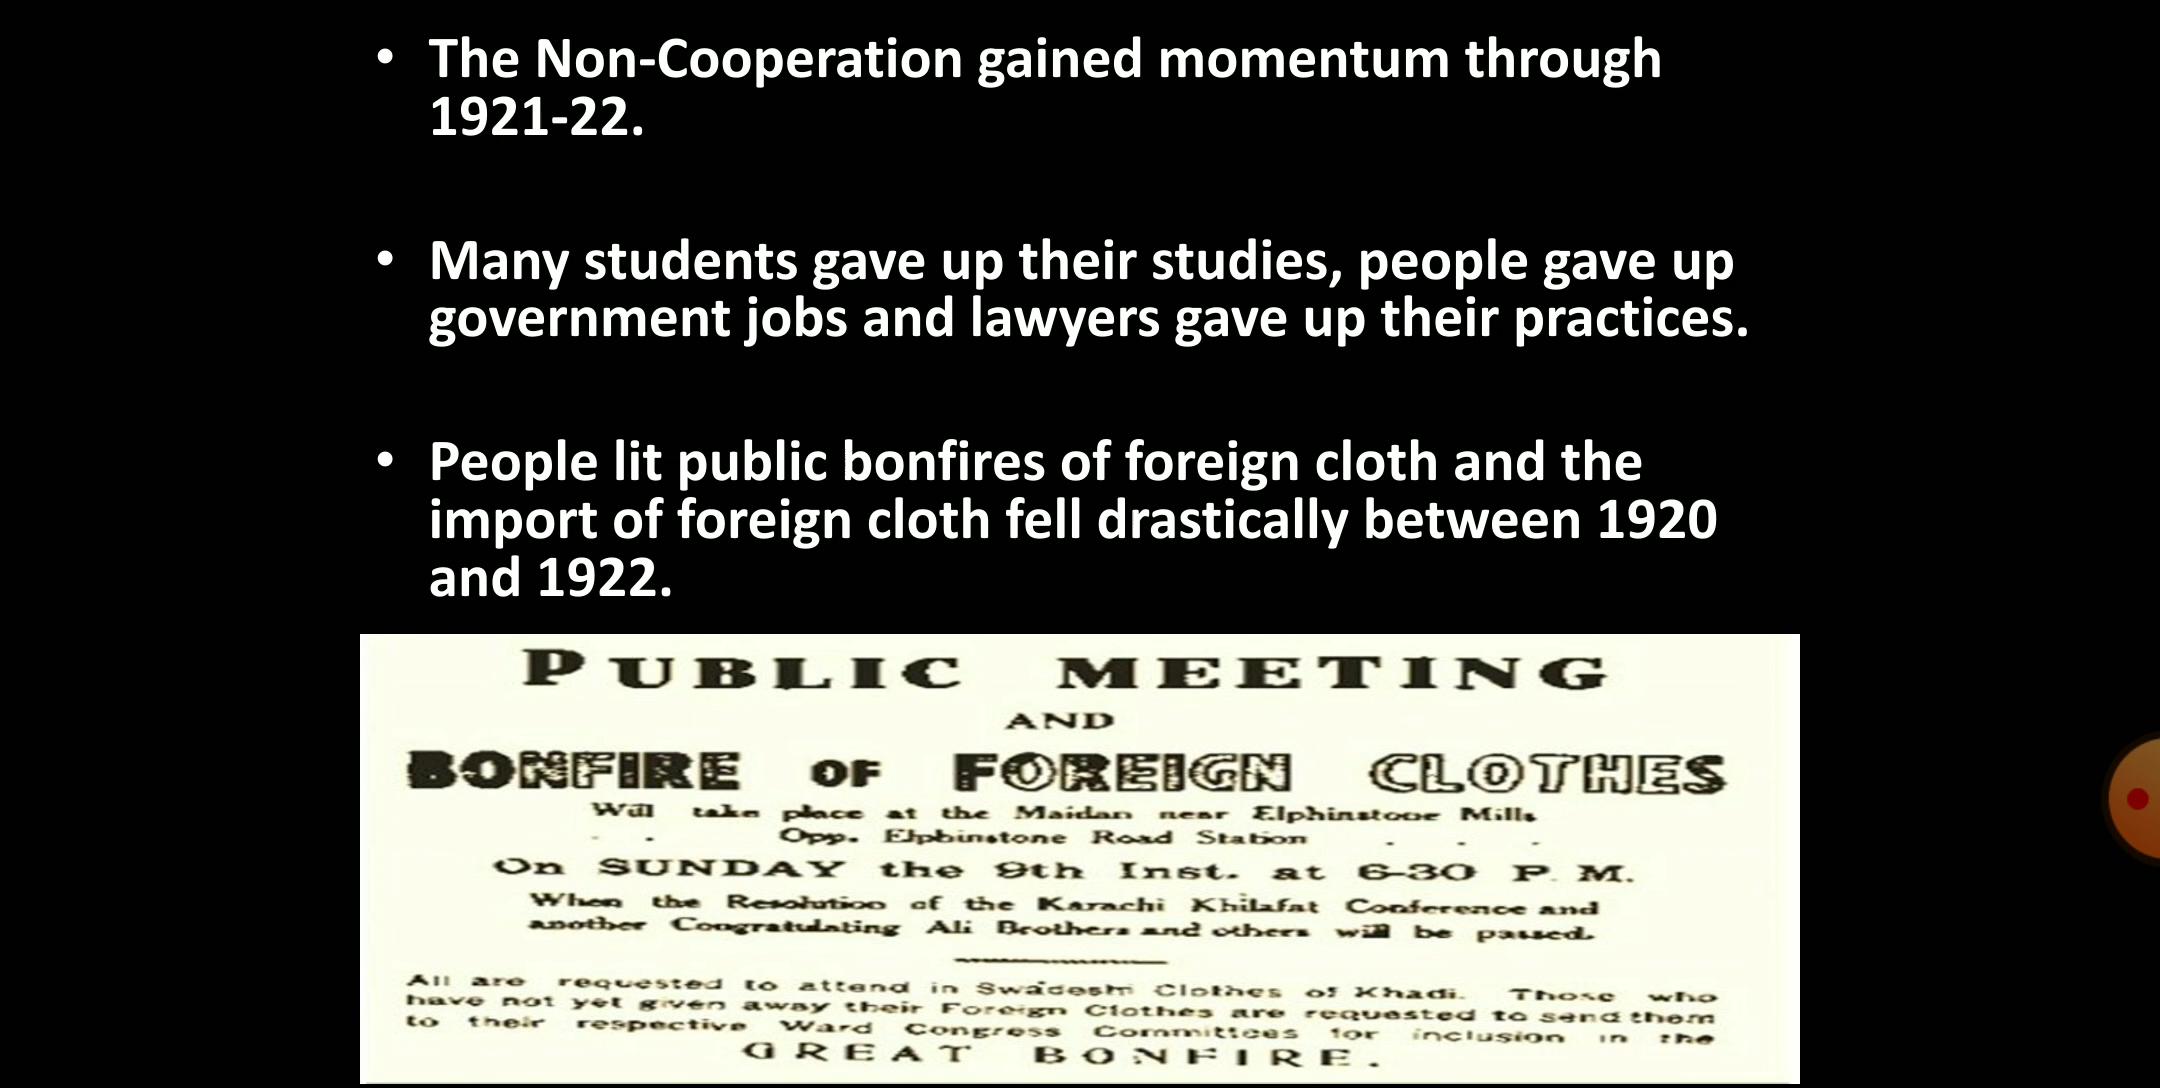 • The Non-Cooperation gained momentum through
1921-22.
• Many students gave up their studies, people gave up
government jobs and lawyers gave up their practices.
• People lit public bonfires of foreign cloth and the
import of foreign cloth fell drastically between 1920
and 1922.
PUBLIC MEETING
AND
BONFIRE OF FOREIGN CLOTHES
Will take place at the Maidan near Elphinstone Mills
Opp. Elphinstone Road Station
On SUNDAY the 9th Inst. at 6-30 P. M.
When the Resolution of the Karachi Khilafat Conference and
another Congratulating Ali Brothers and others will be passed.
All are requested to attend in Swadeshi Clothes of Khadi. Those who
have not yet given away their Foreign Clothes are requested to send them
to their respective Ward Congress Committees for inclusion in the
GREAT BONFIRE.